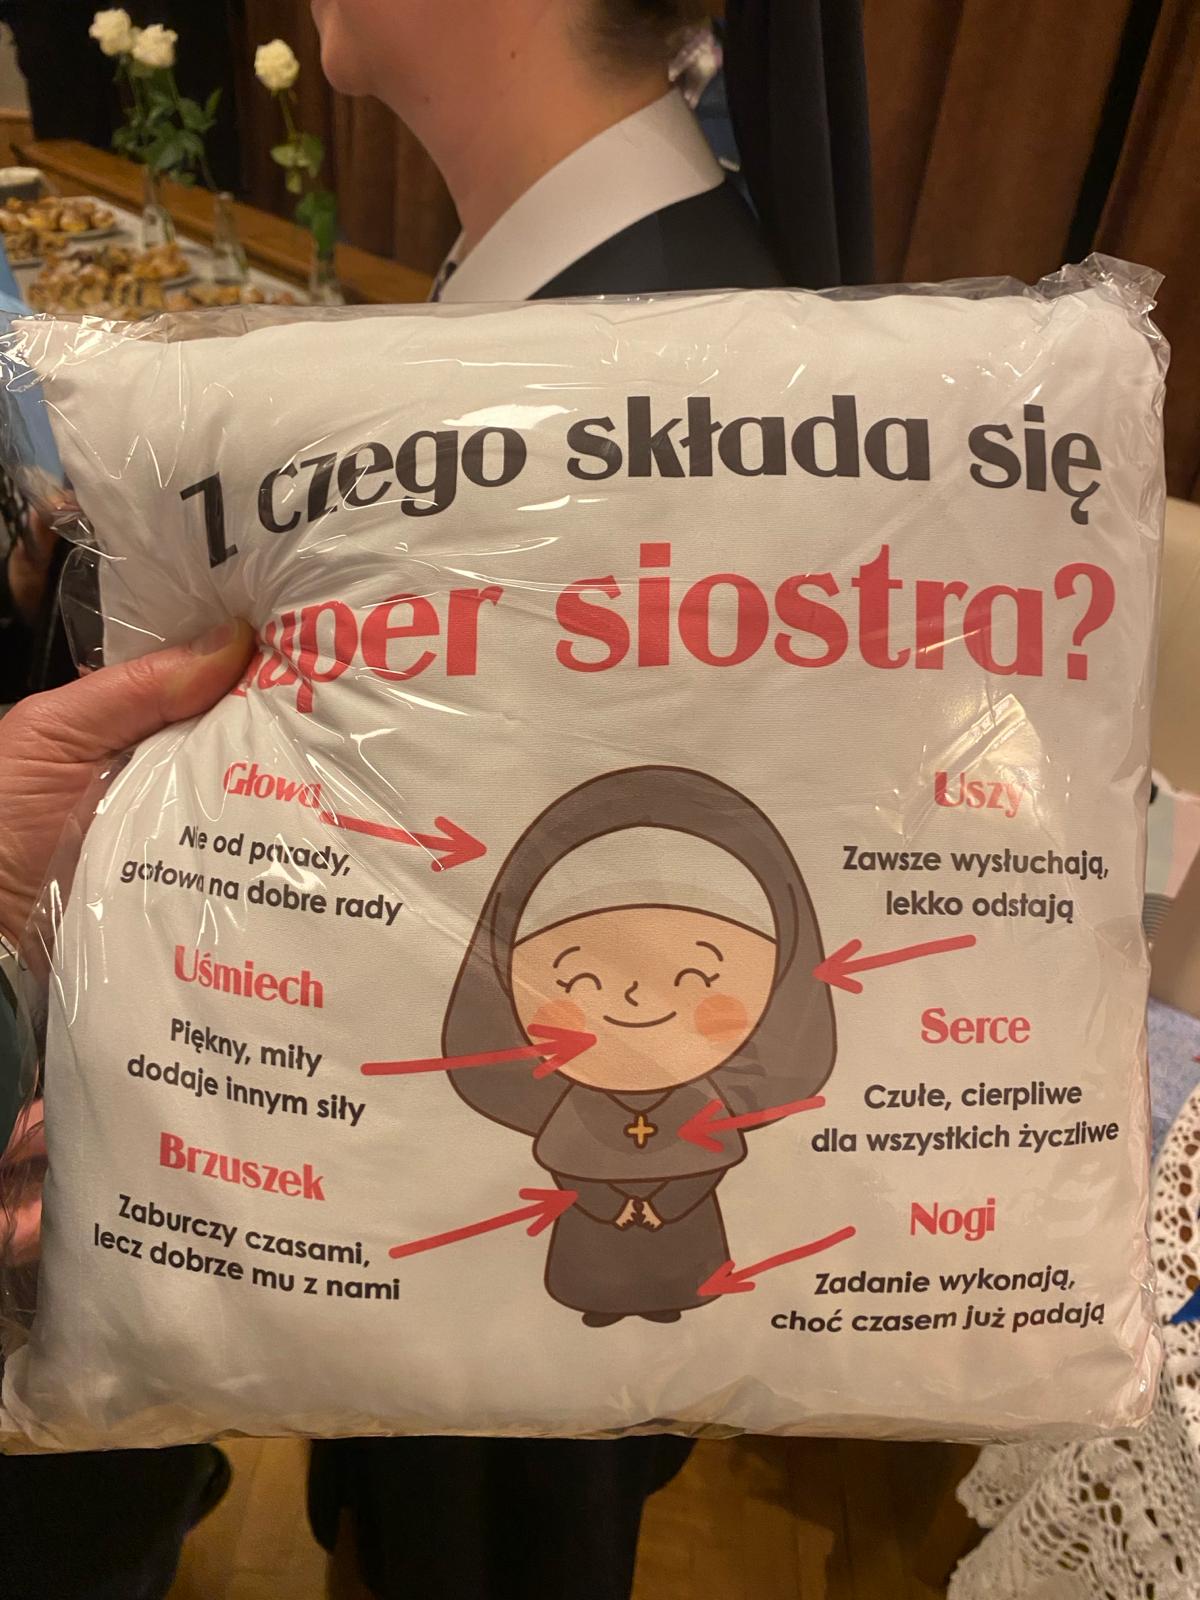 Z czego składa się
super siostra?
Głowa
Nie od parady,
gotowa na dobre rady
Uśmiech
Piękny, miły
dodaje innym siły
Brzuszek
Zaburczy czasami,
lecz dobrze mu z nami
Uszy
Zawsze wysłuchają,
lekko odstają
Serce
Czułe, cierpliwe
dla wszystkich życzliwe
Nogi
Zadanie wykonają,
choć czasem już padają